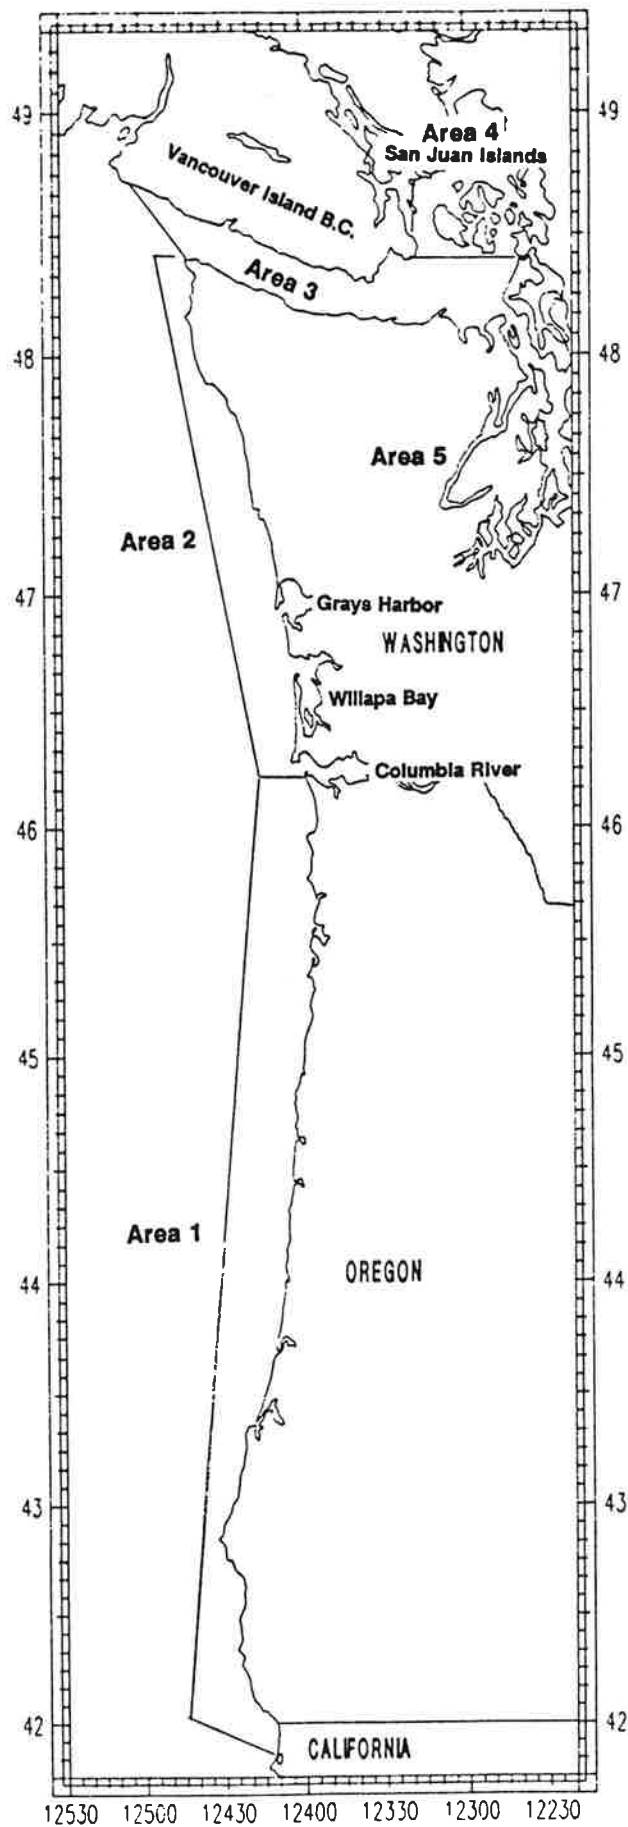 49
49
Area 4
San Juan Islands
Vancouver Island B.C.
Area 3
48
48
Area 5
Area 2
47
47
Grays Harbor
WASHINGTON
Willapa Bay
Columbia River
46
46
45
45
Area 1
OREGON
44
44
43
43
42
42
CALIFORNIA
12530 12500 12430 12400 12330 12300 12230